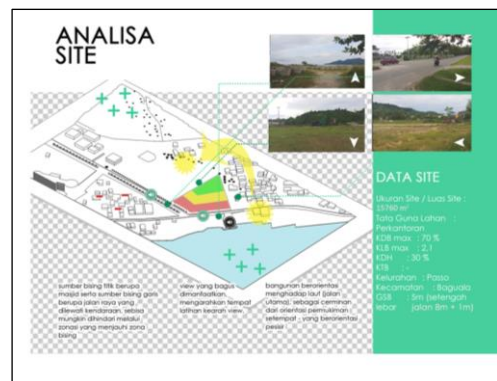 ANALISA
SITE
DATA SITE
Ukuran Site / Luas Site :
15760 m²
Tata Guna Lahan :
Perkantoran
KDB max : 70 %
KLB max : 2,1
KDH : 30 %
KTB :
Kelurahan : Passo
Kecamatan : Baguala
GSB : 5m (setengah
lebar jalan 8m + 1m)
sumber bising titik berupa
masjid serta sumber bising garis
berupa jalan raya yang
dilewati kendaraan, sebisa
mungkin dihindari melalui
zonasi yang menjauhi zona
bising
view yang bagus
dimanfaatkan,
mengarahkan tempat
latihan kearah view.
bangunan berorientasi
menghadap laut (jalan
utama), sebagai cerminan
dari orientasi permukiman
setempat yang berorientasi
pesisi